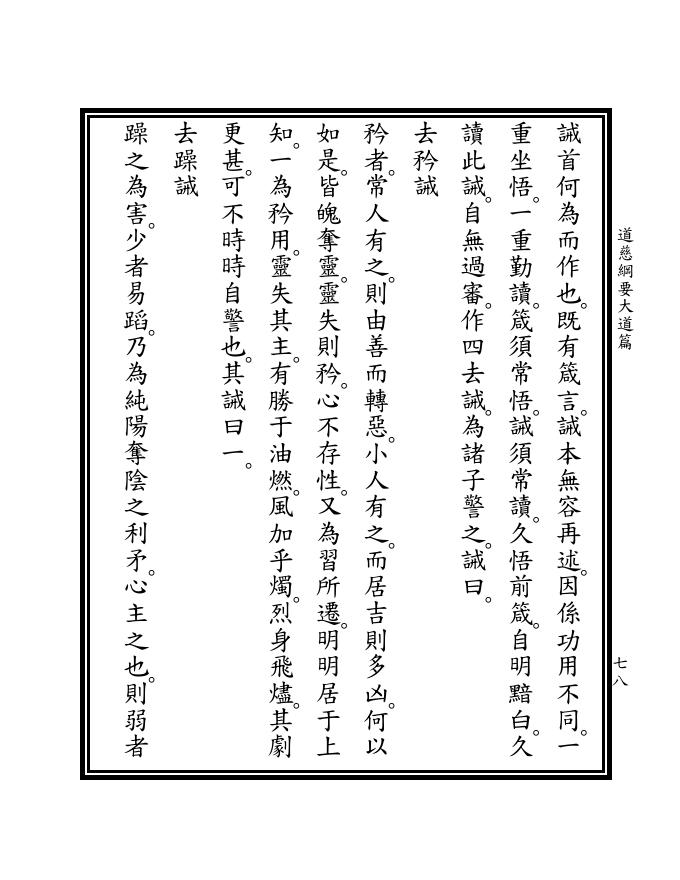 道慈綱要大道篇
七八
誡首何為而作也。既有箴言。誡本無容再述。因係功用不同。一
重坐悟。一重勤讀。箴須常悟。誡須常讀。久悟前箴。自明黯白。久
讀此誡。自無過審。作四去誡。為諸子警之。誡曰。
去矜誡
矜者。常人有之。則由善而轉惡。小人有之。而居吉則多凶。何以
如是。皆魄奪靈。靈失則矜。心不存性。又為習所遷。明明居于上
知。一為矜用。靈失其主。有勝于油燃。風加乎燭。烈身飛燼。其劇
更甚。可不時時自警也。其誡曰一。
去躁誡
躁之為害。少者易蹈。乃為純陽奪陰之利矛。心主之也。則弱者